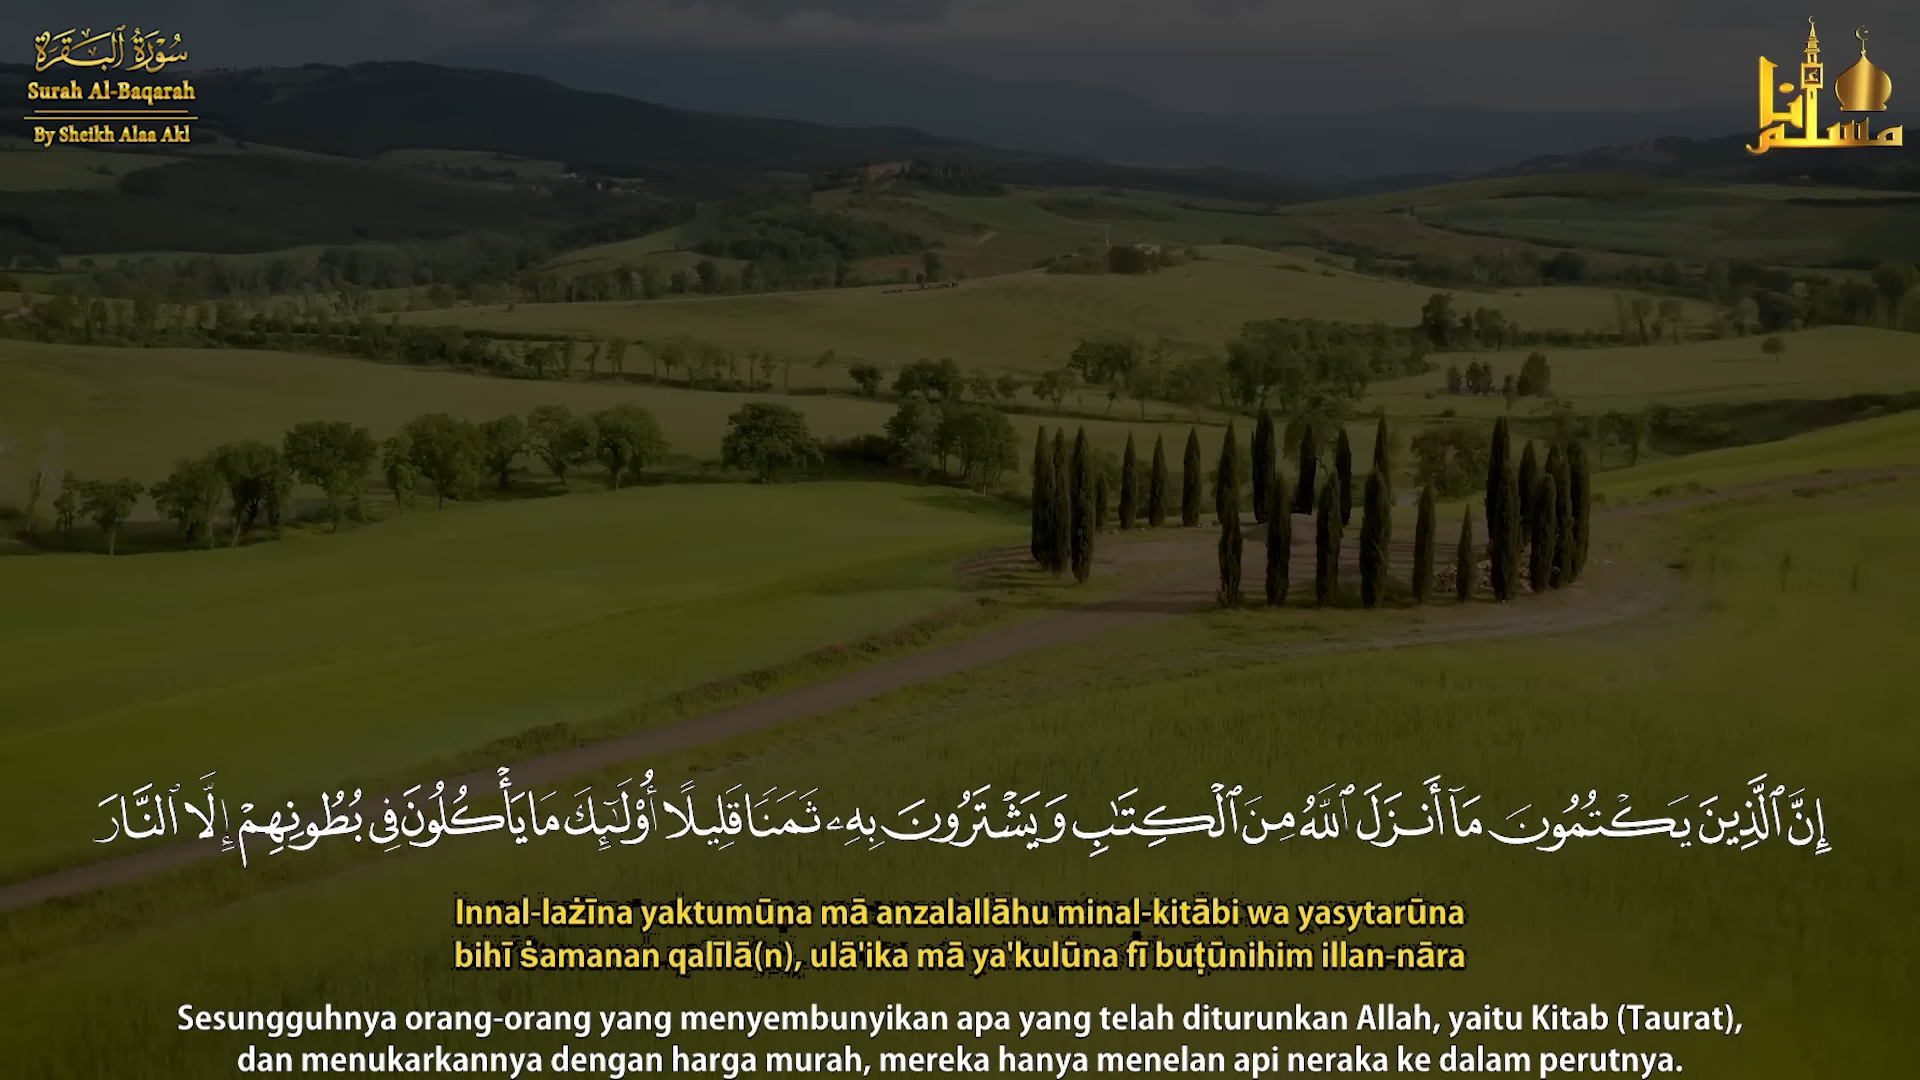 سُورَةُ ٱلْبَقَرَةِ
Surah Al-Baqarah
By Sheikh Alaa Akl
أنا
مسلم
إِنَّ ٱلَّذِينَ يَكْتُمُونَ مَآ أَنزَلَ ٱللَّهُ مِنَ ٱلْكِتَٰبِ وَيَشْتَرُونَ بِهِۦ ثَمَنًا قَلِيلًا أُو۟لَٰٓئِكَ مَا يَأْكُلُونَ فِى بُطُونِهِمْ إِلَّا ٱلنَّارَ
Innal-lażīna yaktumūna mā anzalallāhu minal-kitābi wa yasytarūna
bihī ṡamanan qalīlā(n), ulā'ika mā ya'kulūna fī buṭūnihim illan-nāra
Sesungguhnya orang-orang yang menyembunyikan apa yang telah diturunkan Allah, yaitu Kitab (Taurat),
dan menukarkannya dengan harga murah, mereka hanya menelan api neraka ke dalam perutnya.